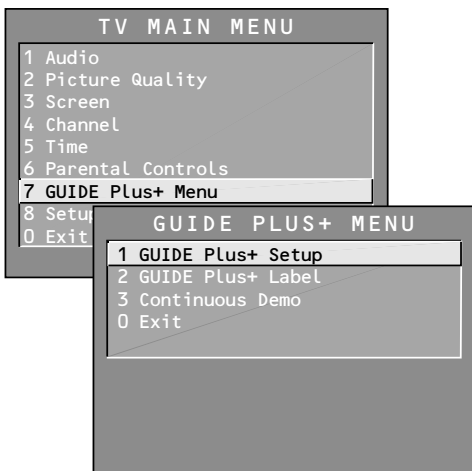 TV MAIN MENU
1 Audio
2 Picture Quality
3 Screen
4 Channel
5 Time
6 Parental Controls
7 GUIDE Plus+ Menu
8 Setup
0 Exit
GUIDE PLUS+ MENU
1 GUIDE Plus+ Setup
2 GUIDE Plus+ Label
3 Continuous Demo
0 Exit